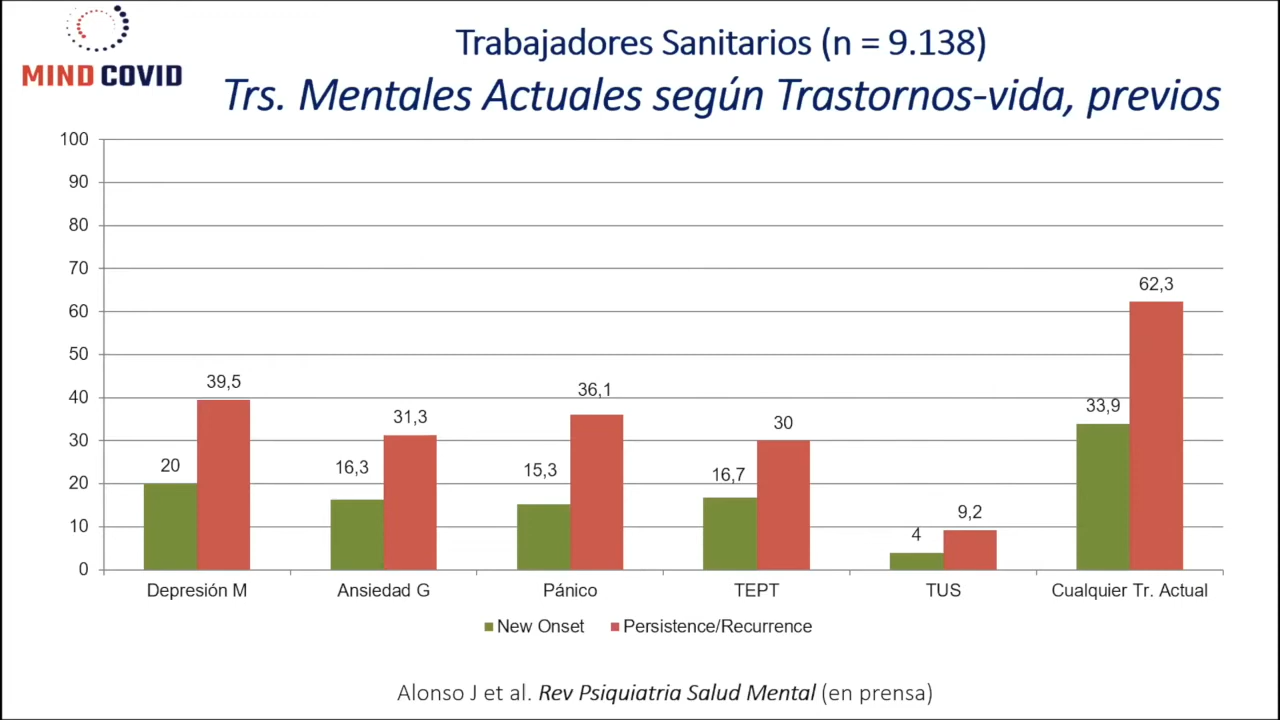 MIND COVID
Trabajadores Sanitarios (n = 9.138)
Trs. Mentales Actuales según Trastornos-vida, previos
100
90
80
70
60
50
40
30
20
10
0
20
39,5
16,3
31,3
15,3
36,1
16,7
30
4
9,2
33,9
62,3
Depresión M
Ansiedad G
Pánico
TEPT
TUS
Cualquier Tr. Actual
New Onset
Persistence/Recurrence
Alonso J et al. Rev Psiquiatria Salud Mental (en prensa)